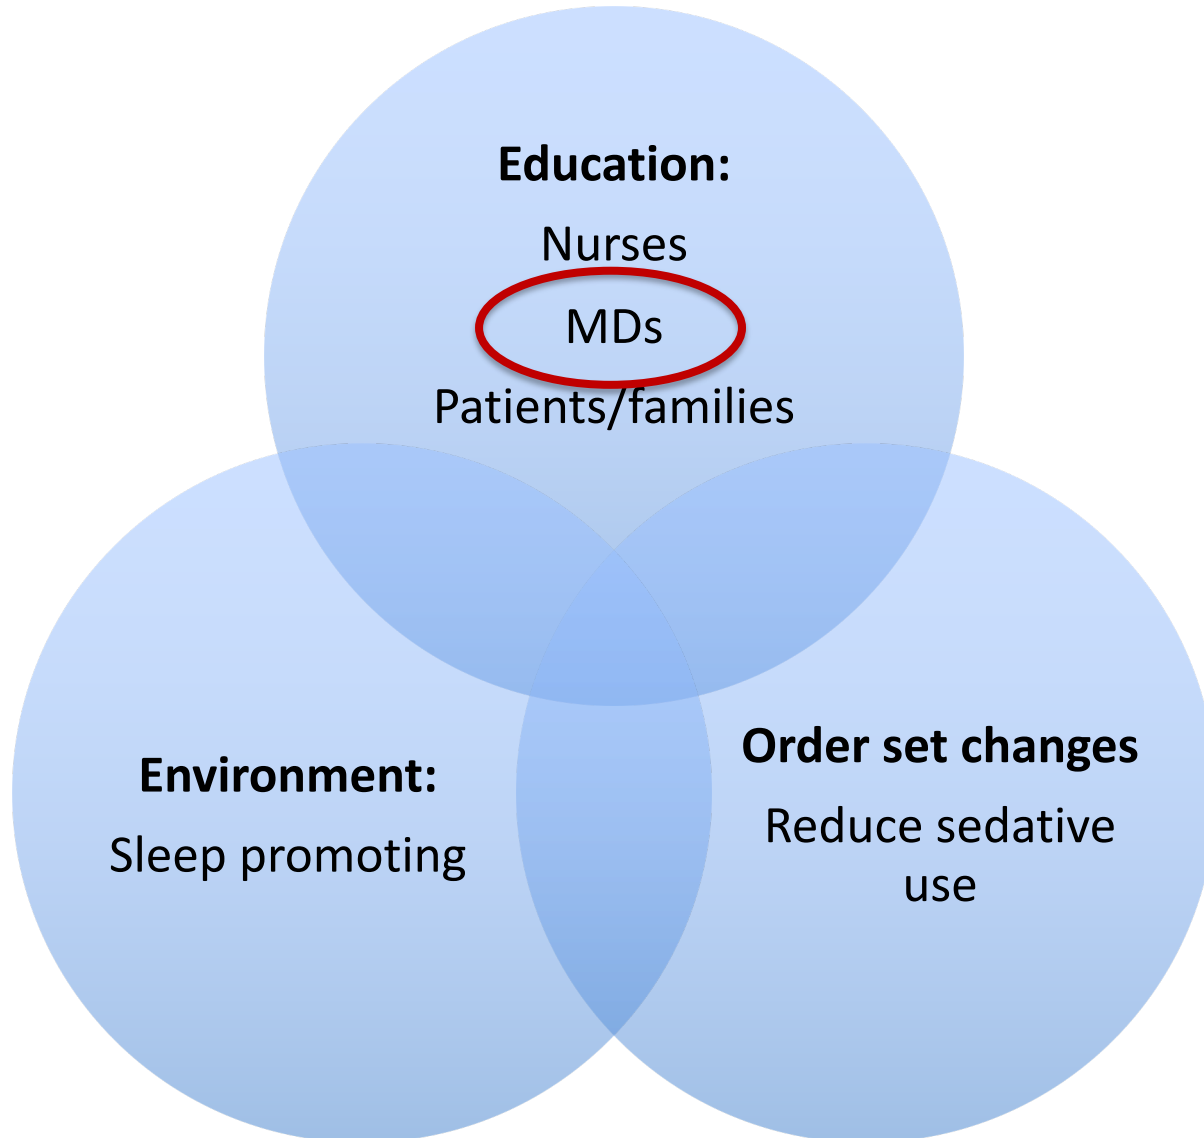 Education:
Nurses
MDs
Patients/families
Environment:
Sleep promoting
Order set changes
Reduce sedative
use